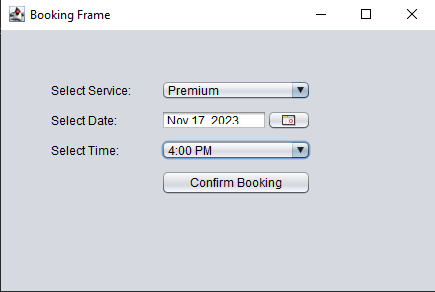 Booking Frame
Select Service: Premium
Select Date: Nov 17, 2023
Select Time: 4:00 PM
Confirm Booking